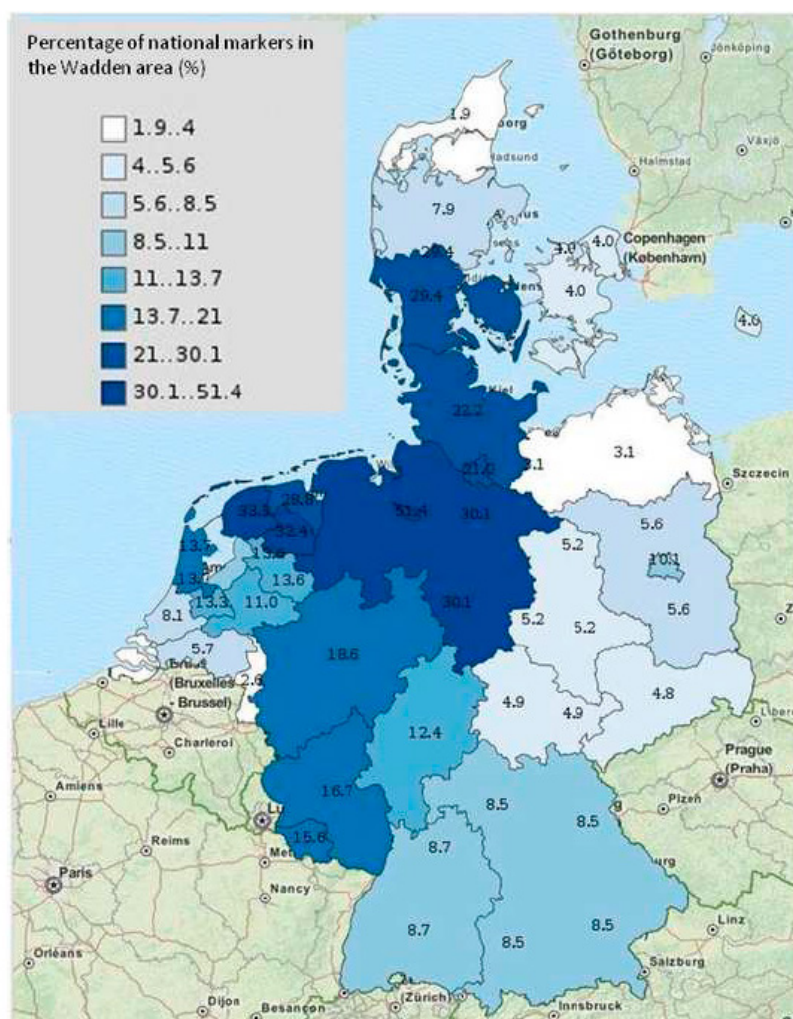 Percentage of national markers in
the Wadden area (%)
1.9..4
4..5.6
5.6..8.5
8.5..11
11..13.7
13.7..21
21..30.1
30.1..51.4
Gothenburg
(Göteborg)
Jönköping
Växjö
Halmstad
1.9
7.9
29.4
4.0
4.0
4.0
4.0
Copenhagen
(København)
Kiel
22.2
21.0
3.1
3.1
Szczecin
28.8
33.3
32.4
51.4
30.1
30.1
5.6
10.1
5.6
5.2
5.2
5.2
13.7
13.6
13.3
11.0
8.1
5.7
2.6
(Bruxelles
- Brussel)
Lille
Charleroi
18.6
12.4
4.9
4.9
4.8
Prague
(Praha)
Plzeň
Amiens
16.7
15.6
Reims
Nancy
Paris
8.5
8.5
8.7
8.7
8.5
8.5
Linz
Salzburg
Orléans
Dijon
Besançon
(Zürich)
Innsbruck